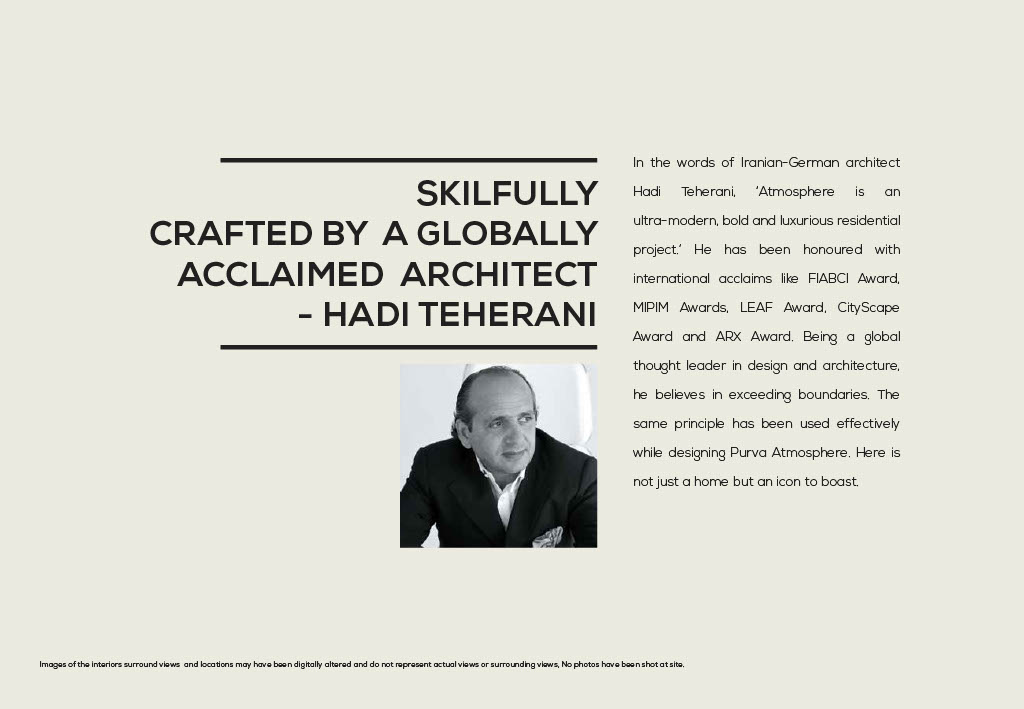 SKILFULLY
CRAFTED BY A GLOBALLY
ACCLAIMED ARCHITECT
- HADI TEHERANI
In the words of Iranian-German architect
Hadi Teherani, 'Atmosphere is an
ultra-modern, bold and luxurious residential
project.' He has been honoured with
international acclaims like FIABCI Award,
MIPIM Awards, LEAF Award, CityScape
Award and ARX Award. Being a global
thought leader in design and architecture,
he believes in exceeding boundaries. The
same principle has been used effectively
while designing Purva Atmosphere. Here is
not just a home but an icon to boast.
Images of the interiors surround views and locations may have been digitally altered and do not represent actual views or surrounding views, No photos have been shot at site.